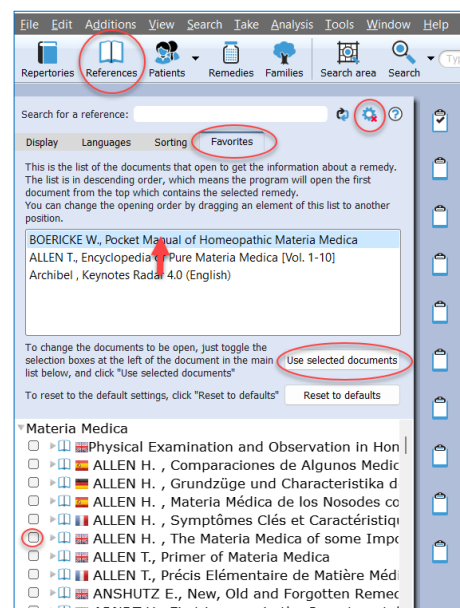 File Edit Additions View Search Take Analysis Tools Window Help
Repertories References Patients Remedies Families Search area Search
Search for a reference:
Display Languages Sorting Favorites
This is the list of the documents that open to get the information about a remedy.
The list is in descending order, which means the program will open the first
document from the top which contains the selected remedy.
You can change the opening order by dragging an element of this list to another
position.
BOERICKE W., Pocket Manual of Homeopathic Materia Medica
ALLEN T., Encyclopedia of Pure Materia Medica [Vol. 1-10]
Archibel , Keynotes Radar 4.0 (English)
To change the documents to be open, just toggle the
selection boxes at the left of the document in the main
list below, and click "Use selected documents"
Use selected documents
To reset to the default settings, click "Reset to defaults"
Reset to defaults
Materia Medica
Physical Examination and Observation in Hon
ALLEN H. , Comparaciones de Algunos Medic
ALLEN H. , Grundzüge und Characteristika d
ALLEN H. , Materia Médica de los Nosodes co
ALLEN H. , Symptômes Clés et Caractéristiqu
ALLEN H. , The Materia Medica of some Impo
ALLEN T., Primer of Materia Medica
ALLEN T., Précis Elémentaire de Matière Médi
ANSHUTZ E., New, Old and Forgotten Remed